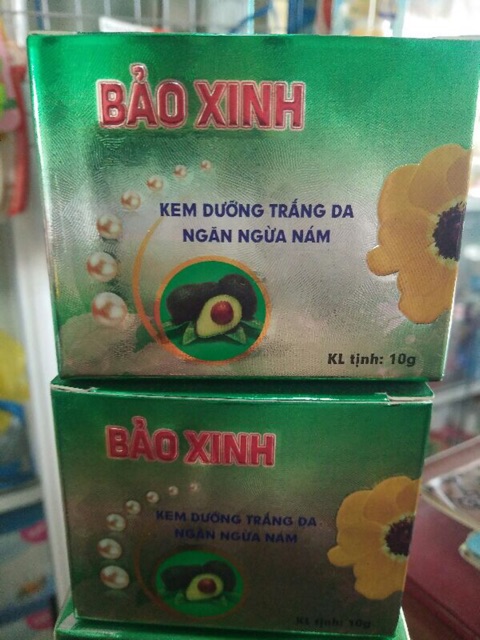 BẢO XINH
KEM DƯỠNG TRẮNG DA
NGĂN NGỪA NÁM
KL tịnh: 10g
BẢO XINH
KEM DƯỠNG TRẮNG DA
NGĂN NGỪA NÁM
KL tịnh: 10g